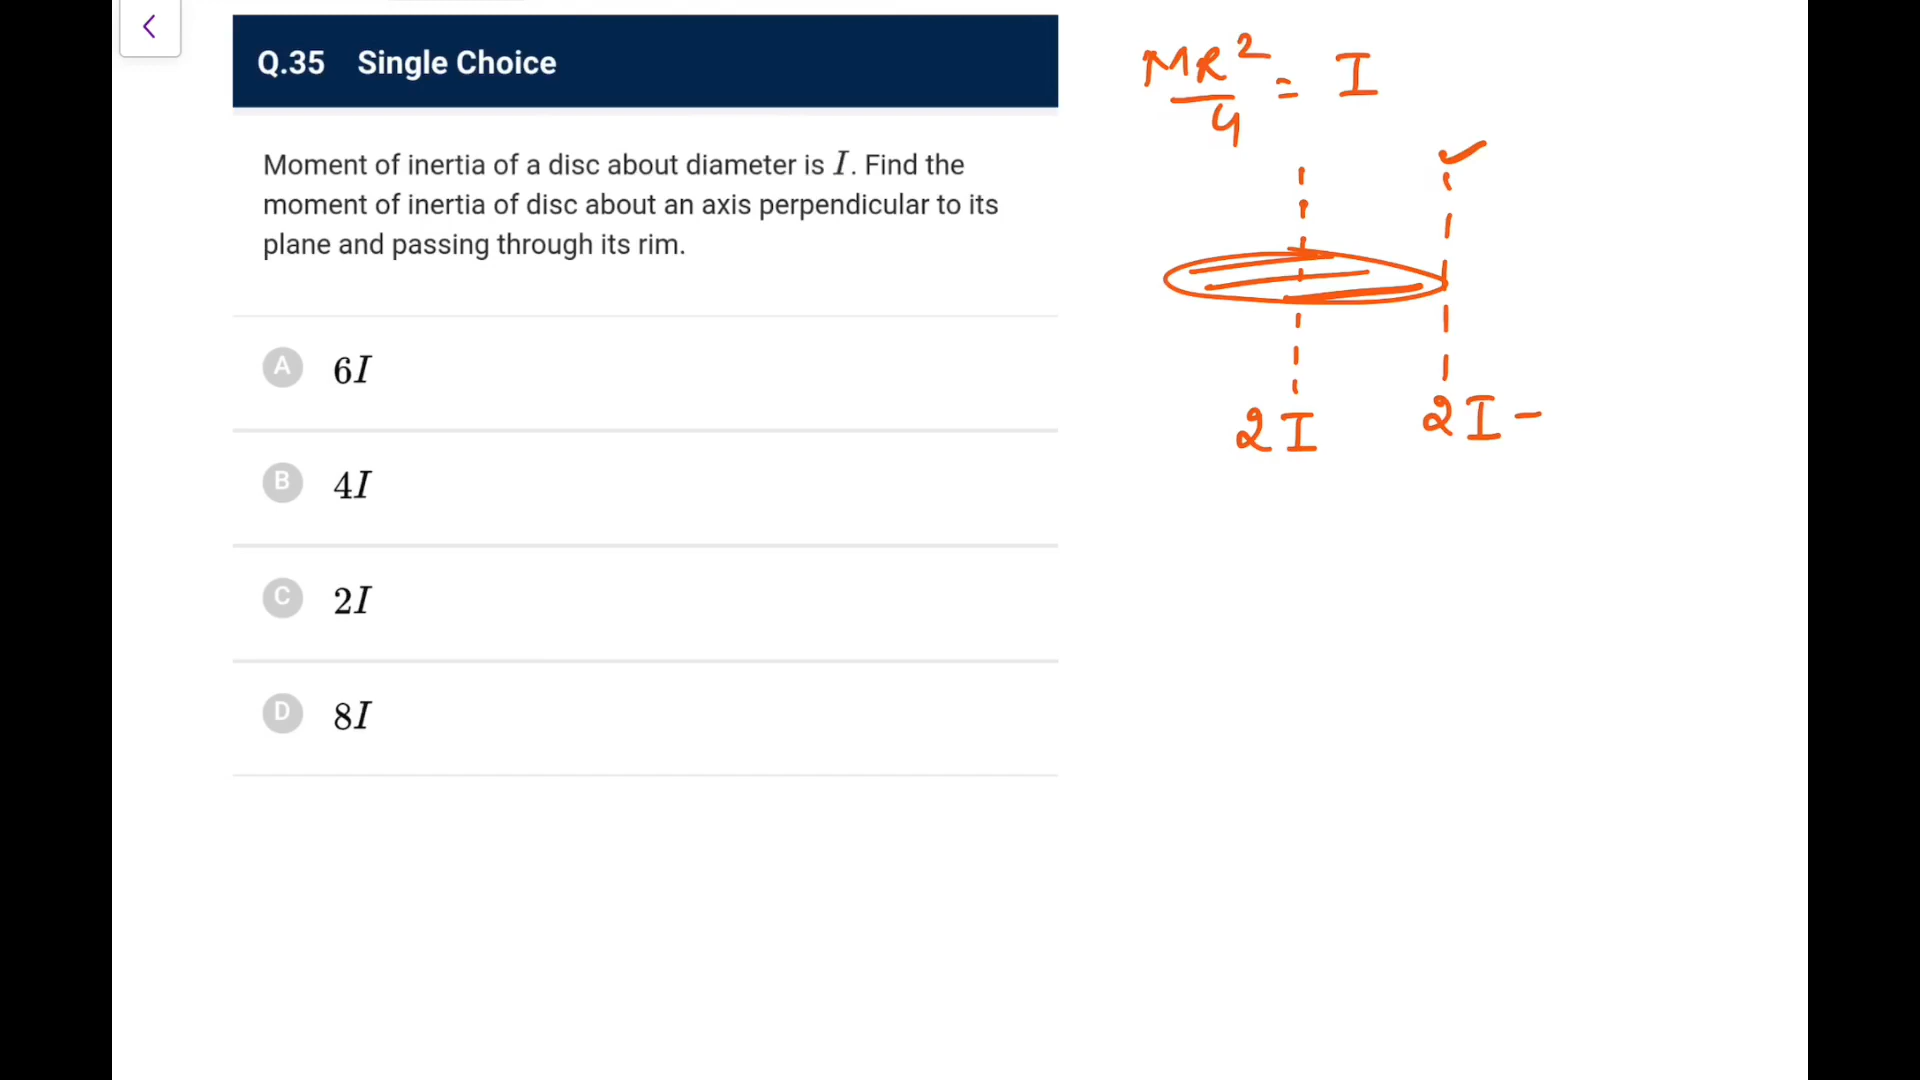 Q.35 Single Choice
Moment of inertia of a disc about diameter is I. Find the
moment of inertia of disc about an axis perpendicular to its
plane and passing through its rim.
A 6I
B 4I
C 2I
D 8I
MR²/4 = I
2I 2I -